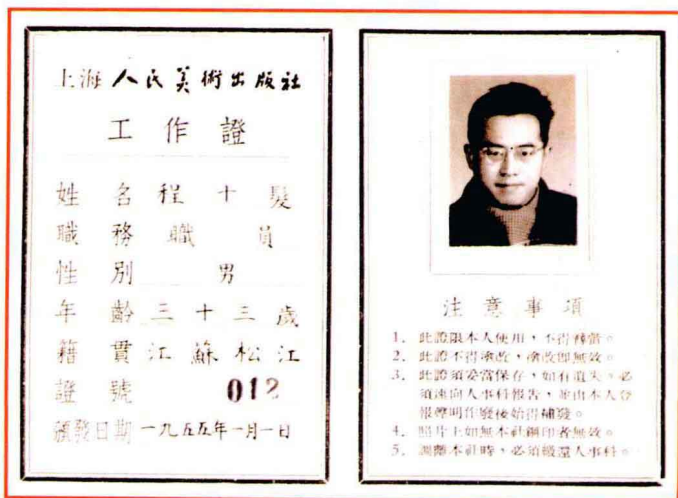 上海人民美術出版社
工作證
姓名 程十髮
職務 職員
性別 男
年齡 三十三歲
籍貫 江蘇松江
證號 012
頒發日期 一九五五年一月一日
注意事項
1. 此證限本人使用，不得轉借。
2. 此證不得塗改，塗改卽無效。
3. 此證須妥當保存，如有遺失，必
須速向人事科報吿，並由本人登
報聲明作廢後始得補發。
4. 照片上如無本社鋼印者無效。
5. 調離本社時，必須繳還人事科。